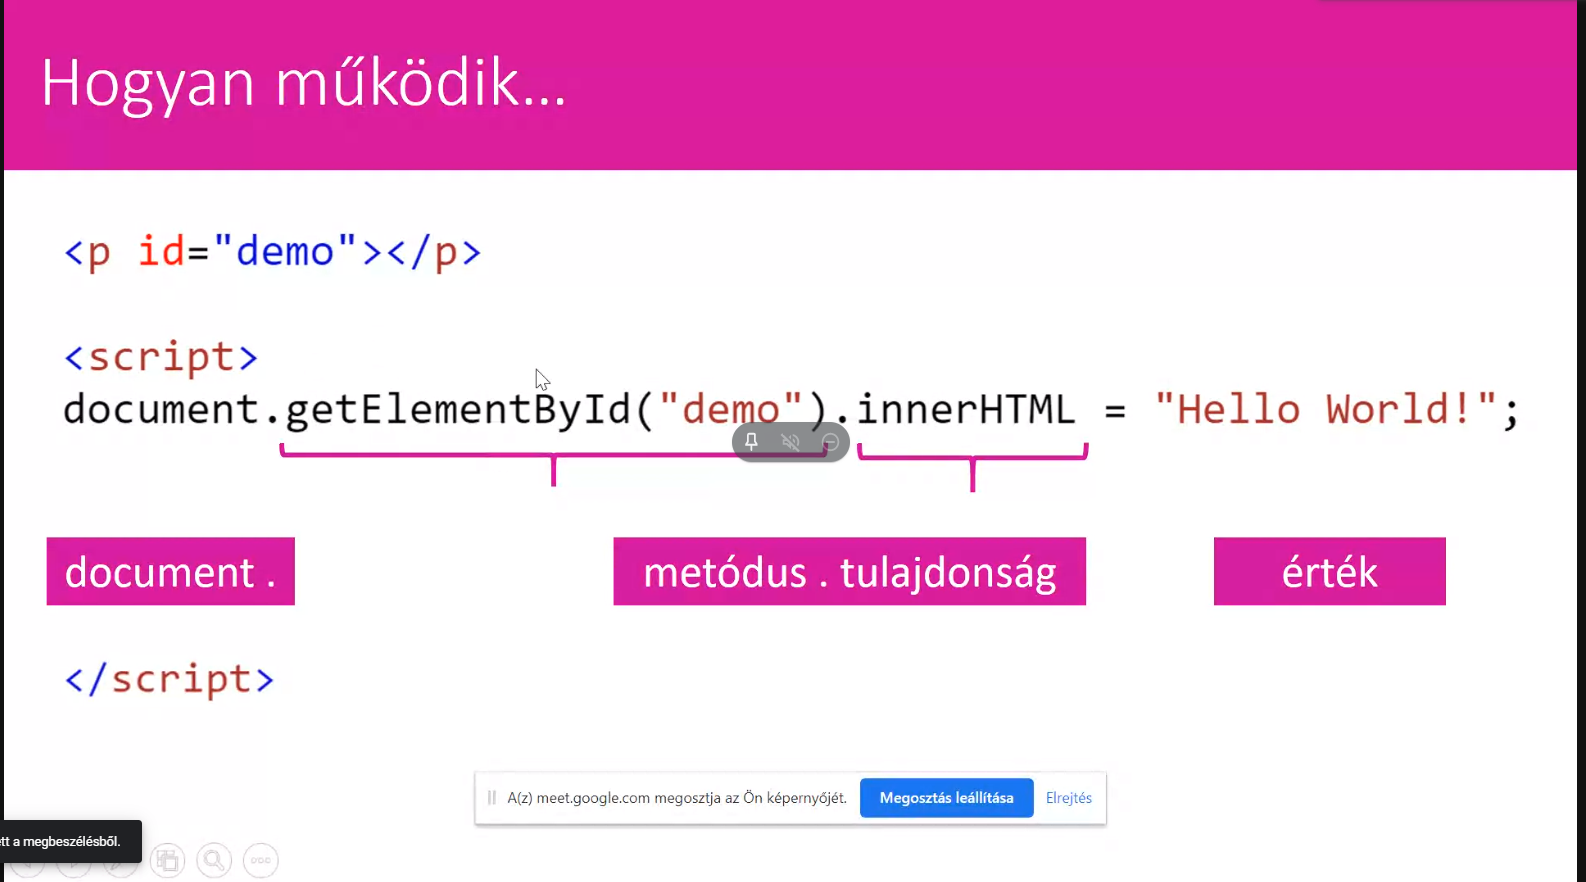 Hogyan működik...
<p id="demo"></p>
<script>
document.getElementById("demo").innerHTML = "Hello World!";
document .
metódus . tulajdonság
érték
</script>
A(z) meet.google.com megosztja az Ön képernyőjét.
Megosztás leállítása
Elrejtés
a megbeszélésből.